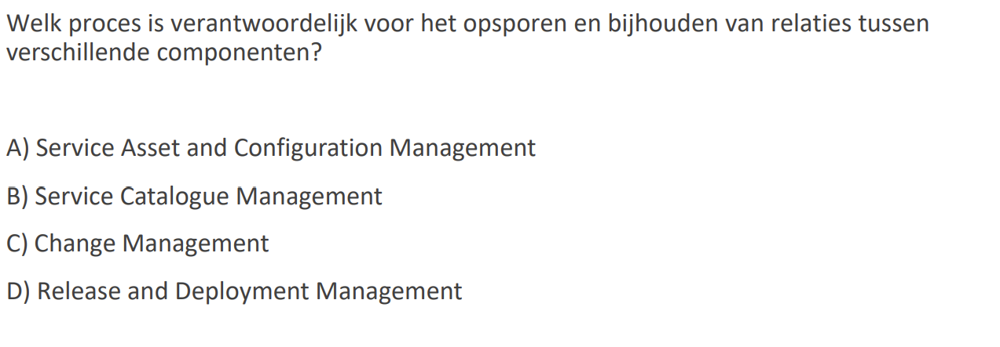 Welk proces is verantwoordelijk voor het opsporen en bijhouden van relaties tussen
verschillende componenten?
A) Service Asset and Configuration Management
B) Service Catalogue Management
C) Change Management
D) Release and Deployment Management